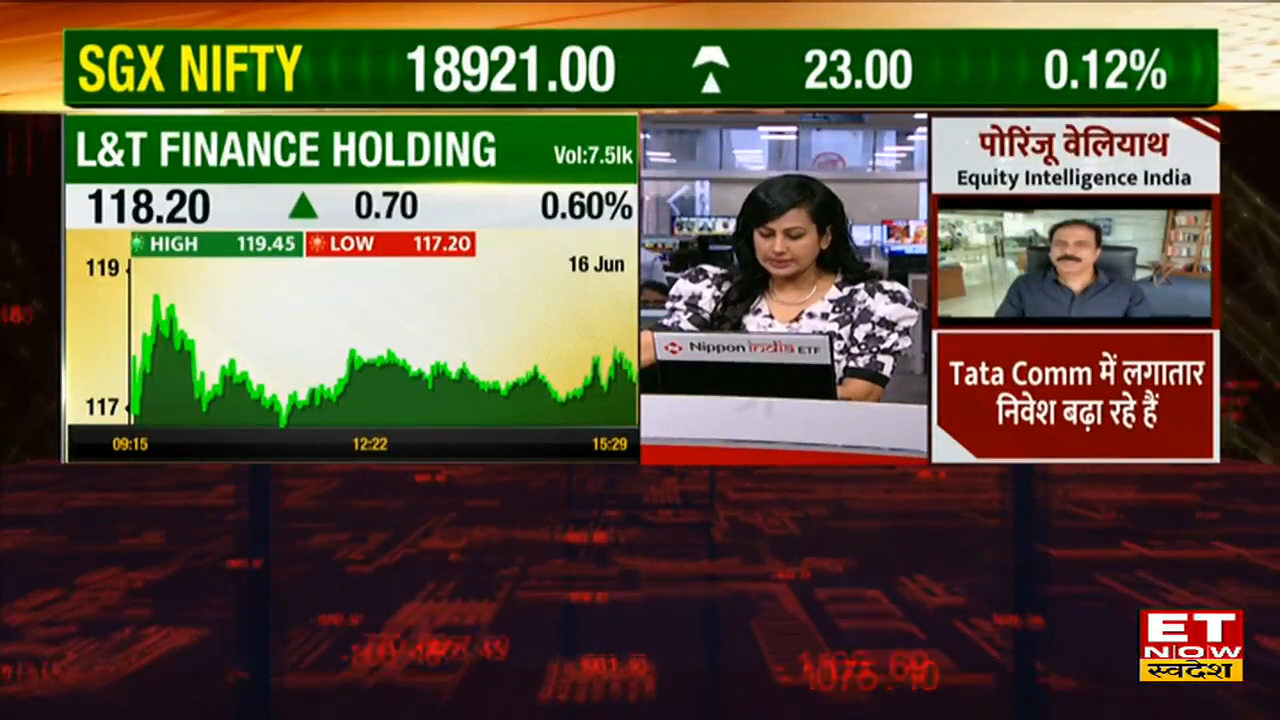 SGX NIFTY 18921.00 23.00 0.12%
L&T FINANCE HOLDING Vol:7.5lk
118.20 0.70 0.60%
HIGH 119.45 LOW 117.20
16 Jun
119
117
09:15 12:22 15:29
Nippon india ETF
पोरिंजू वेलियाथ
Equity Intelligence India
Tata Comm में लगातार
निवेश बढ़ा रहे हैं
ET
NOW
स्वदेश